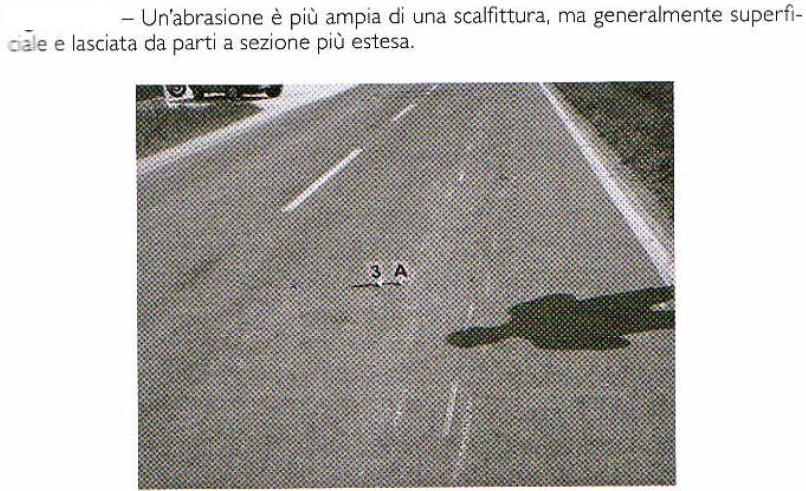 – Un'abrasione è più ampia di una scalfittura, ma generalmente superfi-
ciale e lasciata da parti a sezione più estesa.
3 A